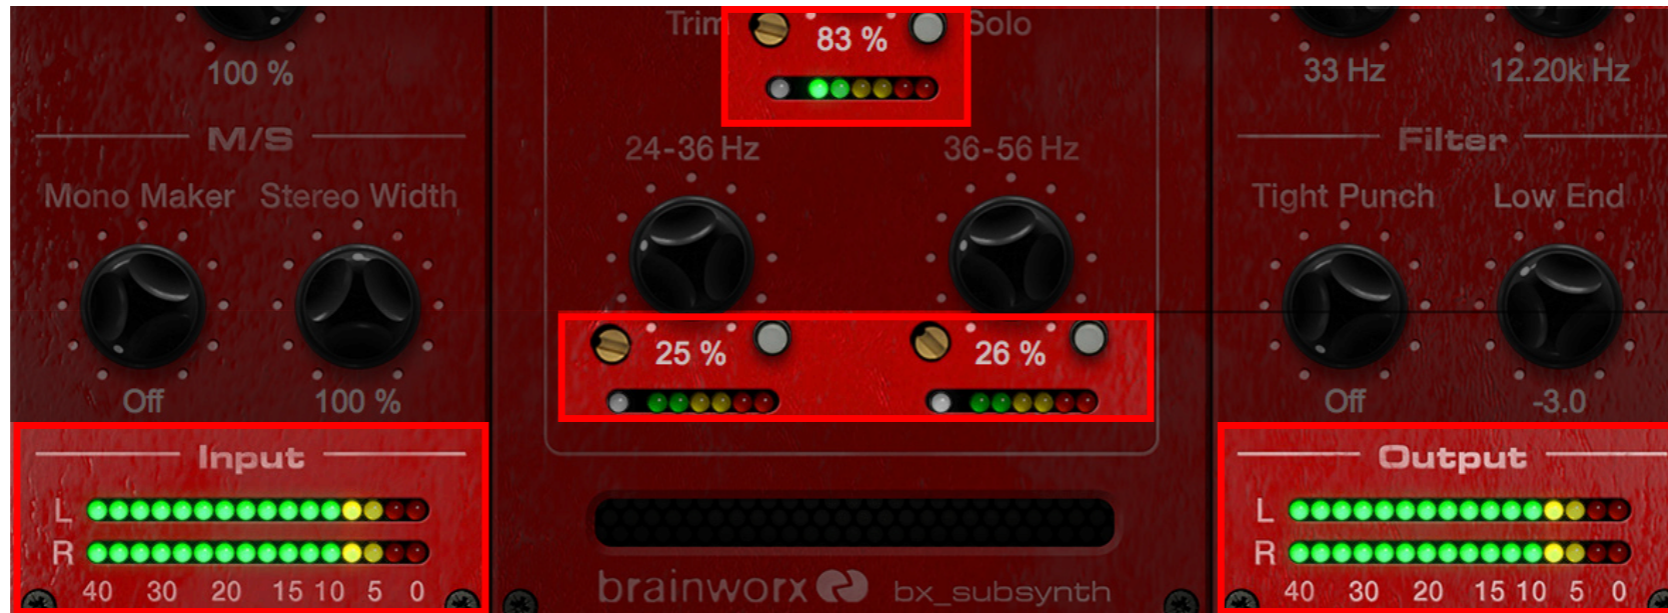 Trim
83 %
Solo
100 %
33 Hz
12.20k Hz
M/S
24-36 Hz
36-56 Hz
Filter
Mono Maker
Stereo Width
Tight Punch
Low End
25 %
26 %
Off
100 %
Off
-3.0
Input
L
R
40 30 20 15 10 5 0
brainworx bx_subsynth
Output
L
R
40 30 20 15 10 5 0